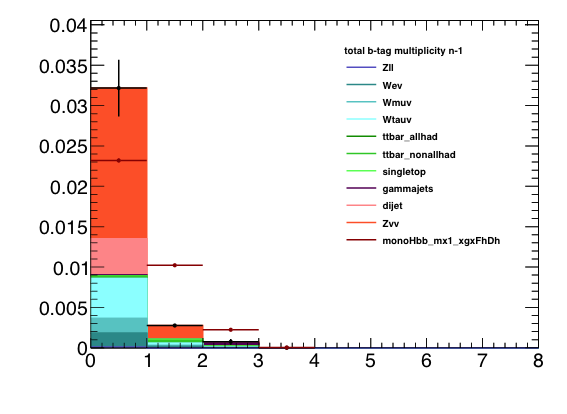 0.04
total b-tag multiplicity n-1
0.035
Zll
Wev
0.03
Wmuv
Wtauv
0.025
ttbar_allhad
ttbar_nonallhad
0.02
singletop
gammajets
0.015
dijet
Zvv
monoHbb_mx1_xgxFhDh
0.01
0.005
0
0 1 2 3 4 5 6 7 8